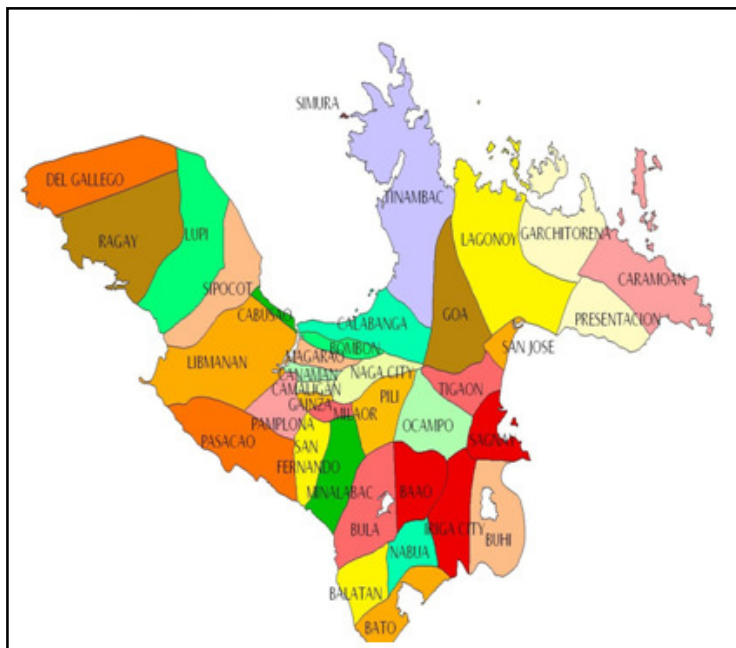 SIMURA
DEL GALLEGO
TINAMBAC
LUPI
RAGAY
LAGONOY
GARCHITORENA
SIPOCOT
CARAMOAN
CABUSAO
GOA
PRESENTACION
CALABANGA
BOMBON
SAN JOSE
MAGARAO
LIBMANAN
NAGA CITY
CANAMAN
CAMALIGAN
TIGAON
PILI
GAINZA
MILAOR
OCAMPO
PAMPLONA
PASACAO
SAN
FERNANDO
SAGNAY
MINALABAC
BAAO
BULA
IRIGA CITY
BUHI
NABUA
BALATAN
BATO